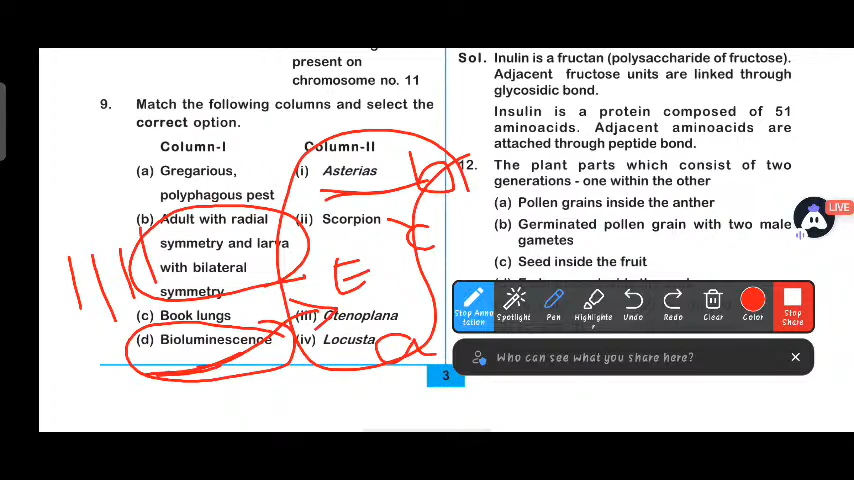 present on
chromosome no. 11
9. Match the following columns and select the
correct option.
Column-I Column-II
(a) Gregarious, (i) Asterias
polyphagous pest
(b) Adult with radial (ii) Scorpion
symmetry and larva
with bilateral
symmetry
(c) Book lungs (iii) Ctenoplana
(d) Bioluminescence (iv) Locusta
b
c
E
a
3
Sol. Inulin is a fructan (polysaccharide of fructose).
Adjacent fructose units are linked through
glycosidic bond.
Insulin is a protein composed of 51
aminoacids. Adjacent aminoacids are
attached through peptide bond.
12. The plant parts which consist of two
generations - one within the other
(a) Pollen grains inside the anther
(b) Germinated pollen grain with two male
gametes
(c) Seed inside the fruit
LIVE
Stop Anno
tation
Spotlight
Pen
Highlighte
r
Undo
Redo
Clear
Color
Stop
Share
Who can see what you share here?